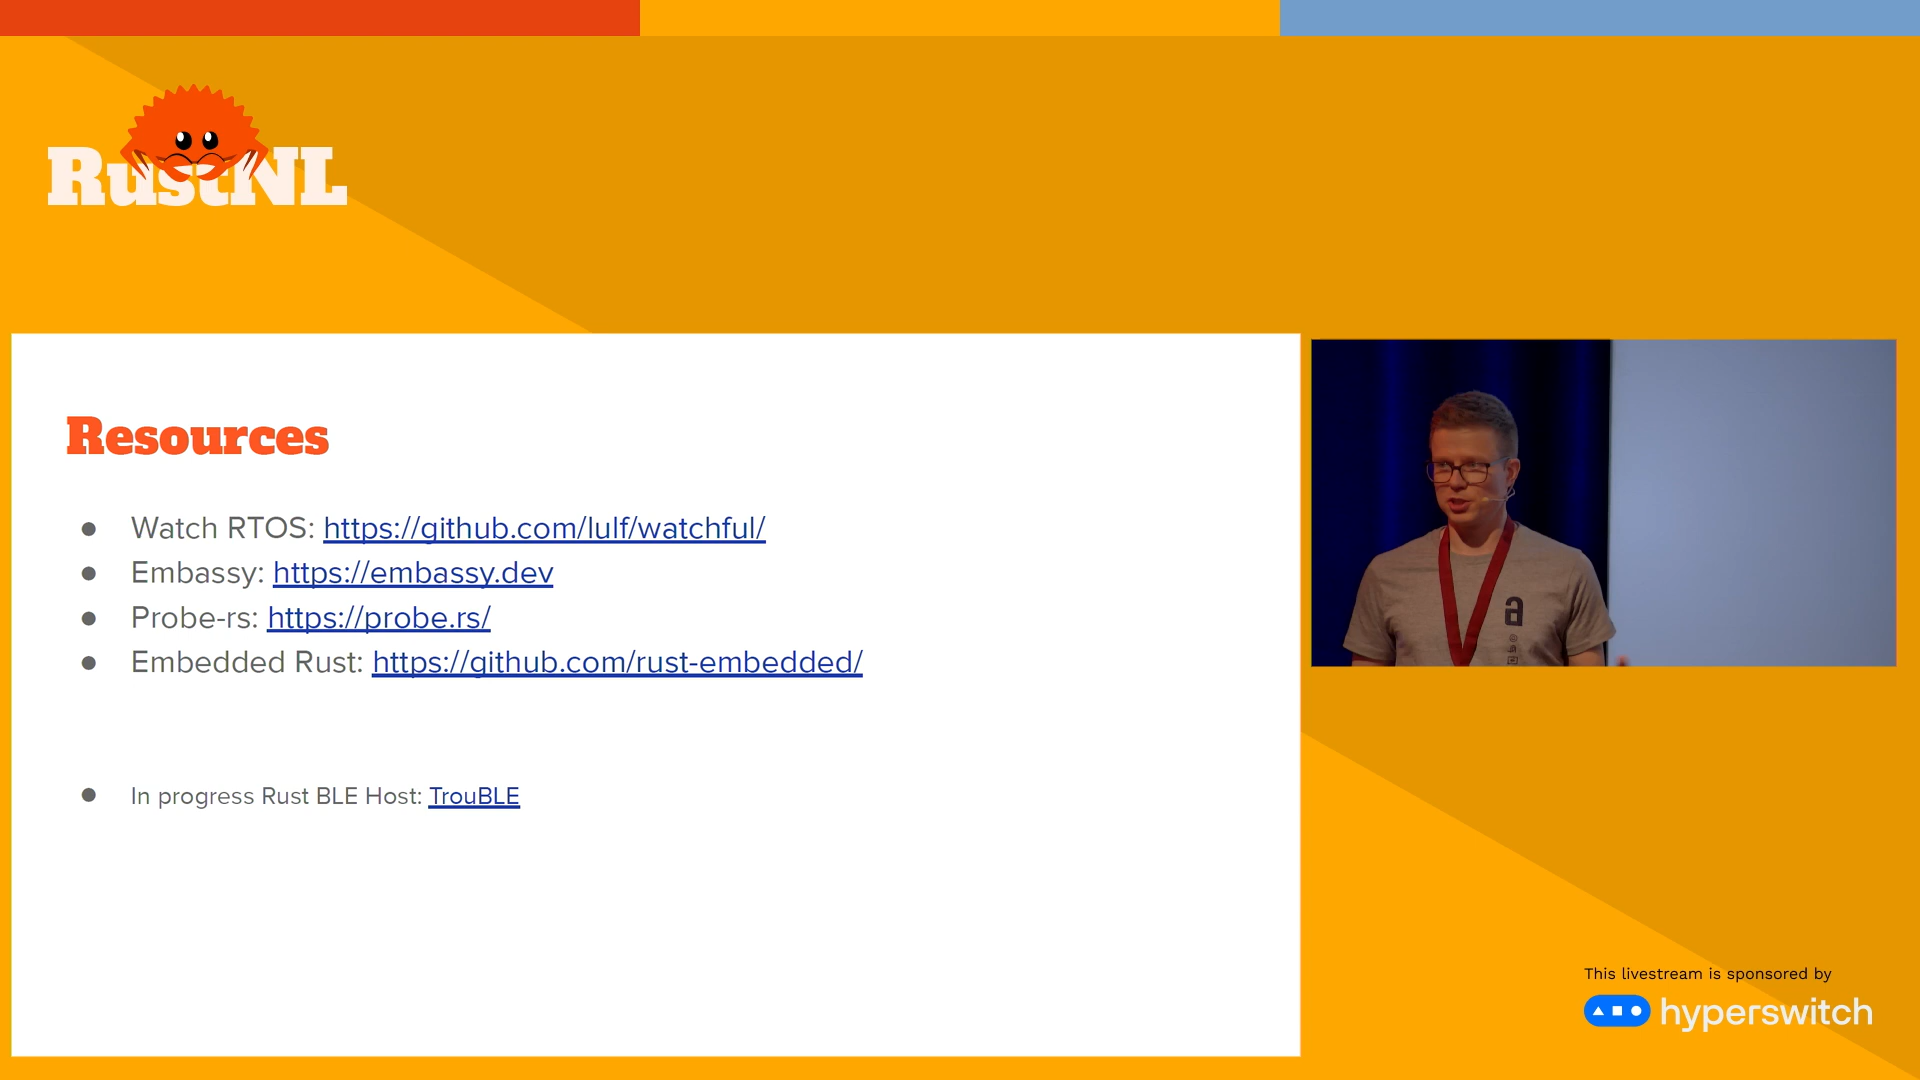 RustNL
Resources
Watch RTOS: https://github.com/lulf/watchful/
Embassy: https://embassy.dev
Probe-rs: https://probe.rs/
Embedded Rust: https://github.com/rust-embedded/
In progress Rust BLE Host: TrouBLE
a
This livestream is sponsored by
hyperswitch